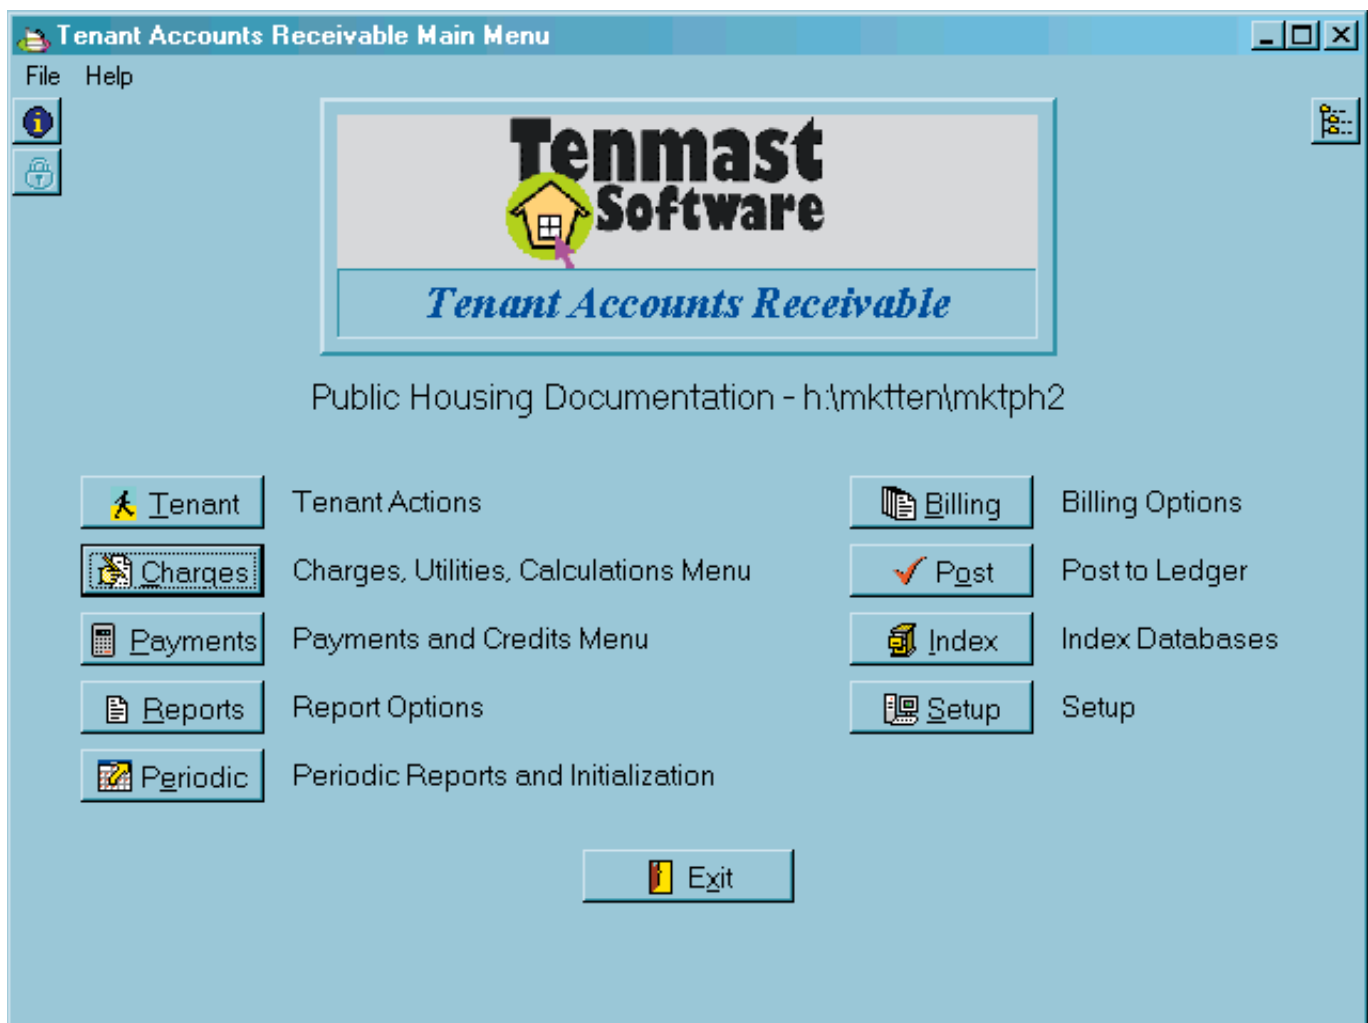 Tenant Accounts Receivable Main Menu
File Help
Tenmast
Software
Tenant Accounts Receivable
Public Housing Documentation - h:\mktten\mktph2
Tenant Tenant Actions
Charges Charges, Utilities, Calculations Menu
Payments Payments and Credits Menu
Reports Report Options
Periodic Periodic Reports and Initialization
Billing Billing Options
Post Post to Ledger
Index Index Databases
Setup Setup
Exit